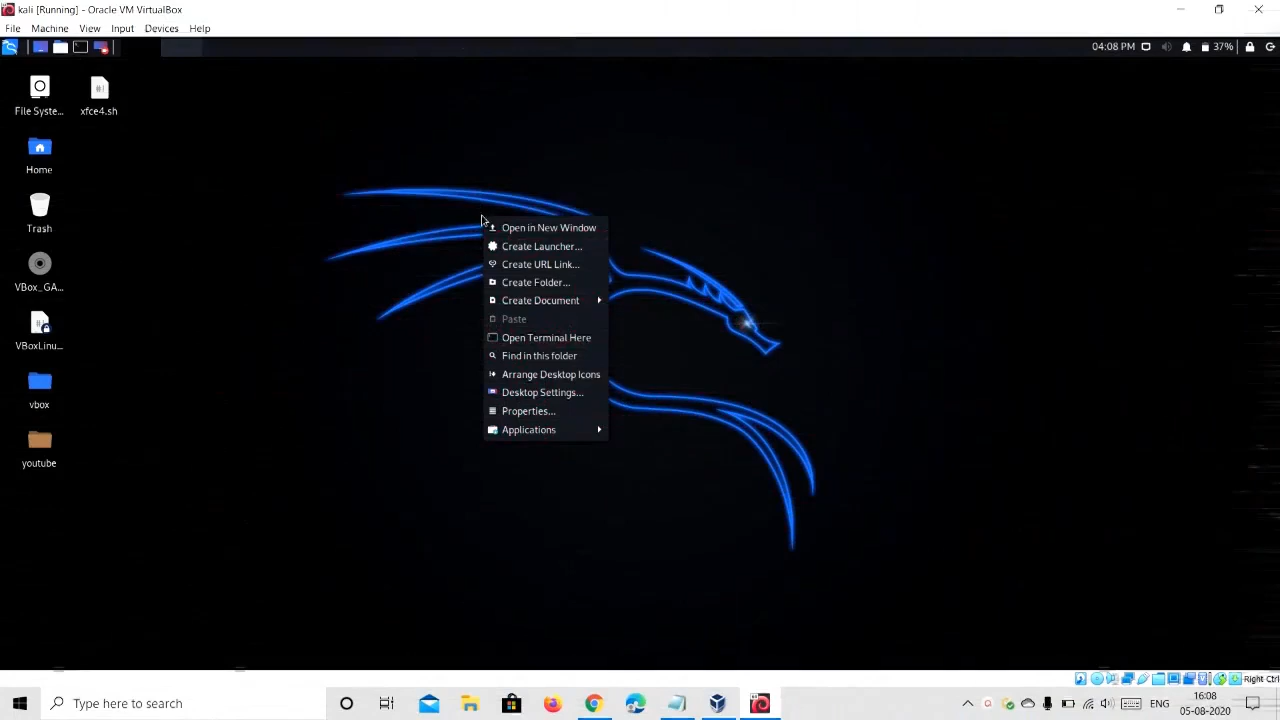 kali [Running] - Oracle VM VirtualBox
File Machine View Input Devices Help
04:08 PM 37%
File Syste...
xfce4.sh
Home
Trash
VBox_GA...
VBoxLinu...
vbox
youtube
Open in New Window
Create Launcher...
Create URL Link...
Create Folder...
Create Document
Paste
Open Terminal Here
Find in this folder
Arrange Desktop Icons
Desktop Settings...
Properties...
Applications
Right Ctrl
Type here to search
ENG
16:08
05-08-2020